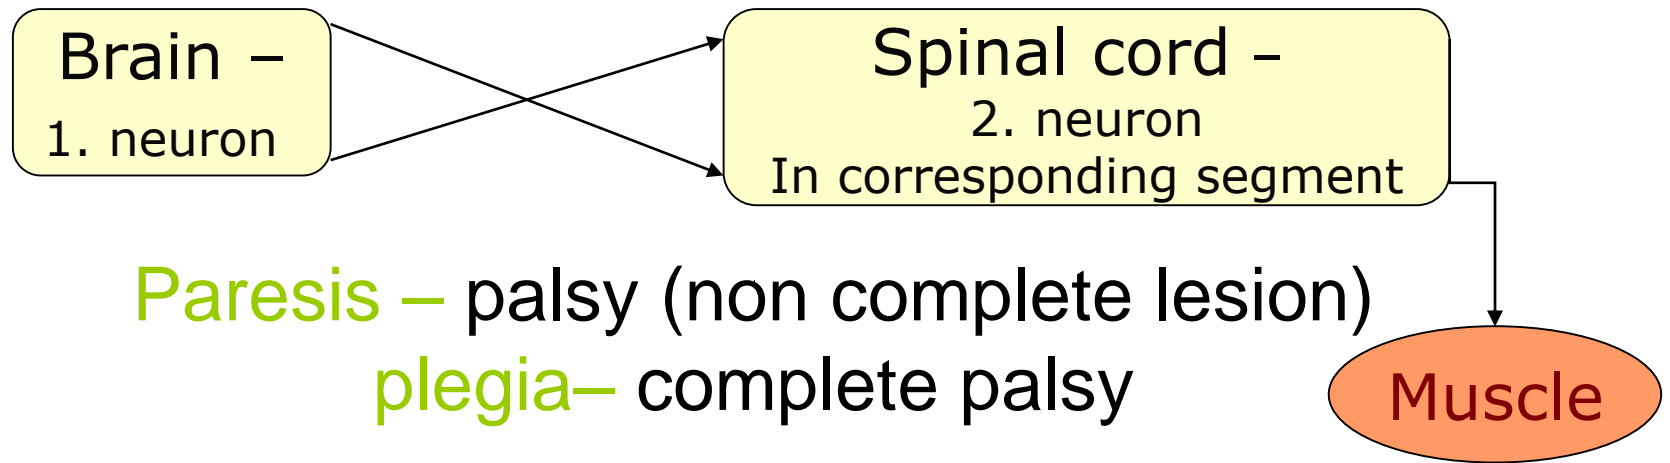 Brain –
1. neuron
Spinal cord –
2. neuron
In corresponding segment
Paresis – palsy (non complete lesion)
plegia– complete palsy
Muscle